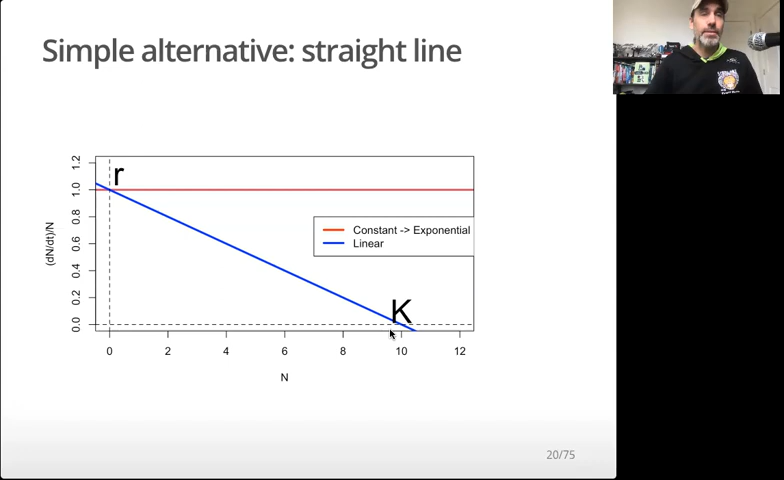 Simple alternative: straight line
r
1.2
1.0
0.8
0.6
0.4
0.2
0.0
(dN/dt)/N
Constant -> Exponential
Linear
K
0 2 4 6 8 10 12
N
20/75